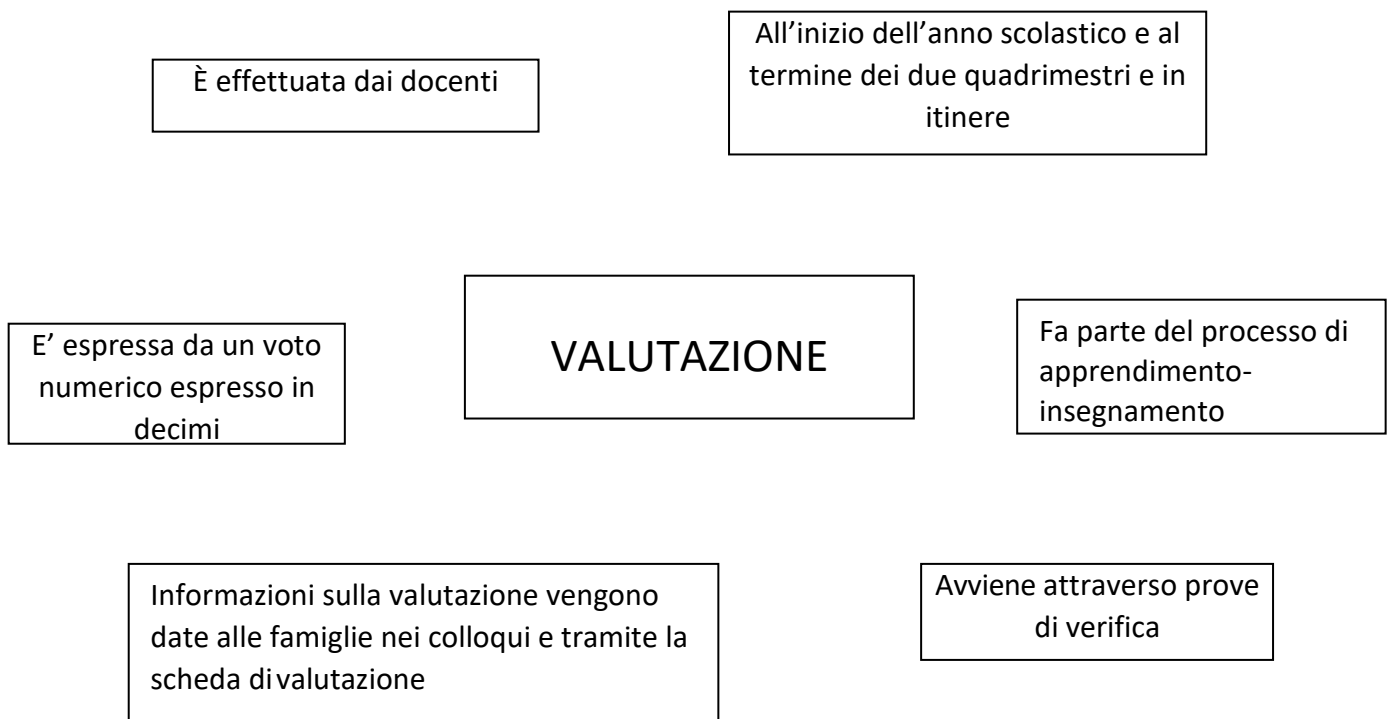 È effettuata dai docenti
All’inizio dell’anno scolastico e al
termine dei due quadrimestri e in
itinere
E’ espressa da un voto
numerico espresso in
decimi
VALUTAZIONE
Fa parte del processo di
apprendimento-
insegnamento
Informazioni sulla valutazione vengono
date alle famiglie nei colloqui e tramite la
scheda di valutazione
Avviene attraverso prove
di verifica